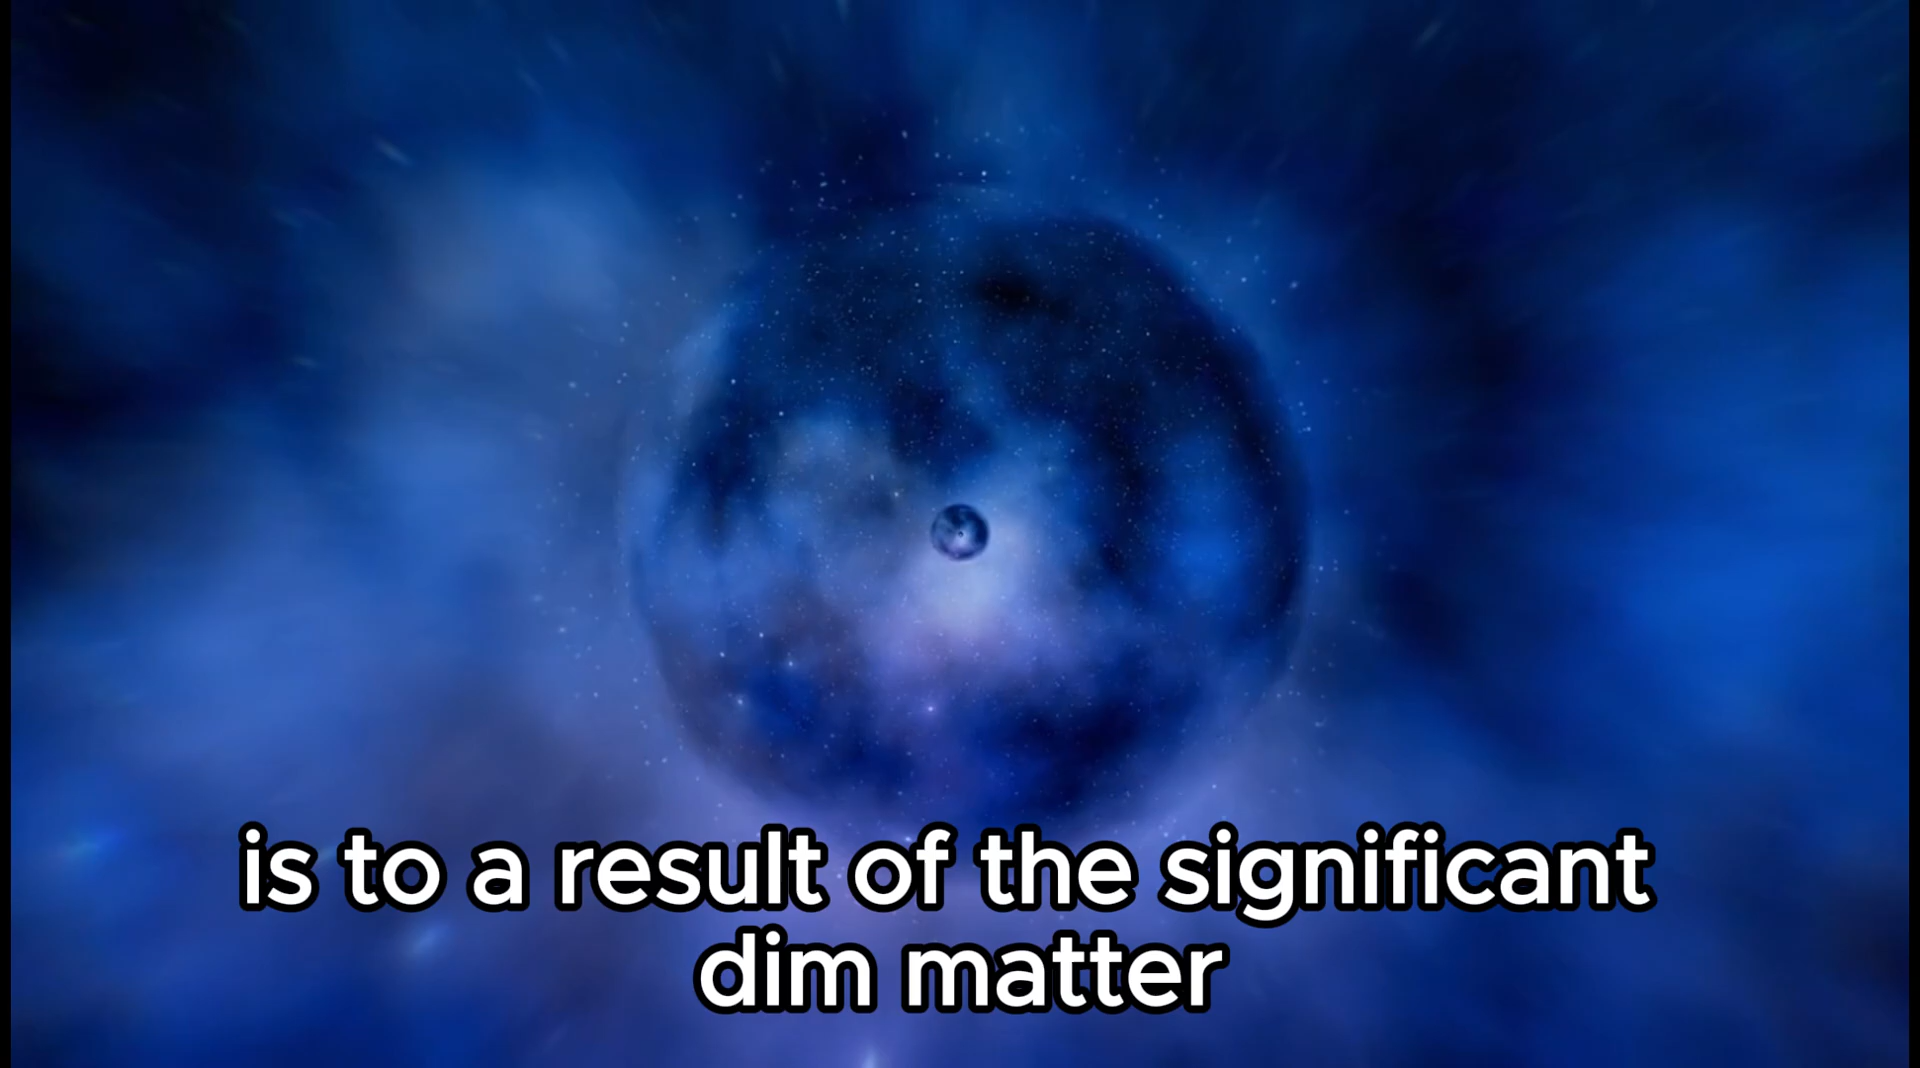 is to a result of the significant
dim matter